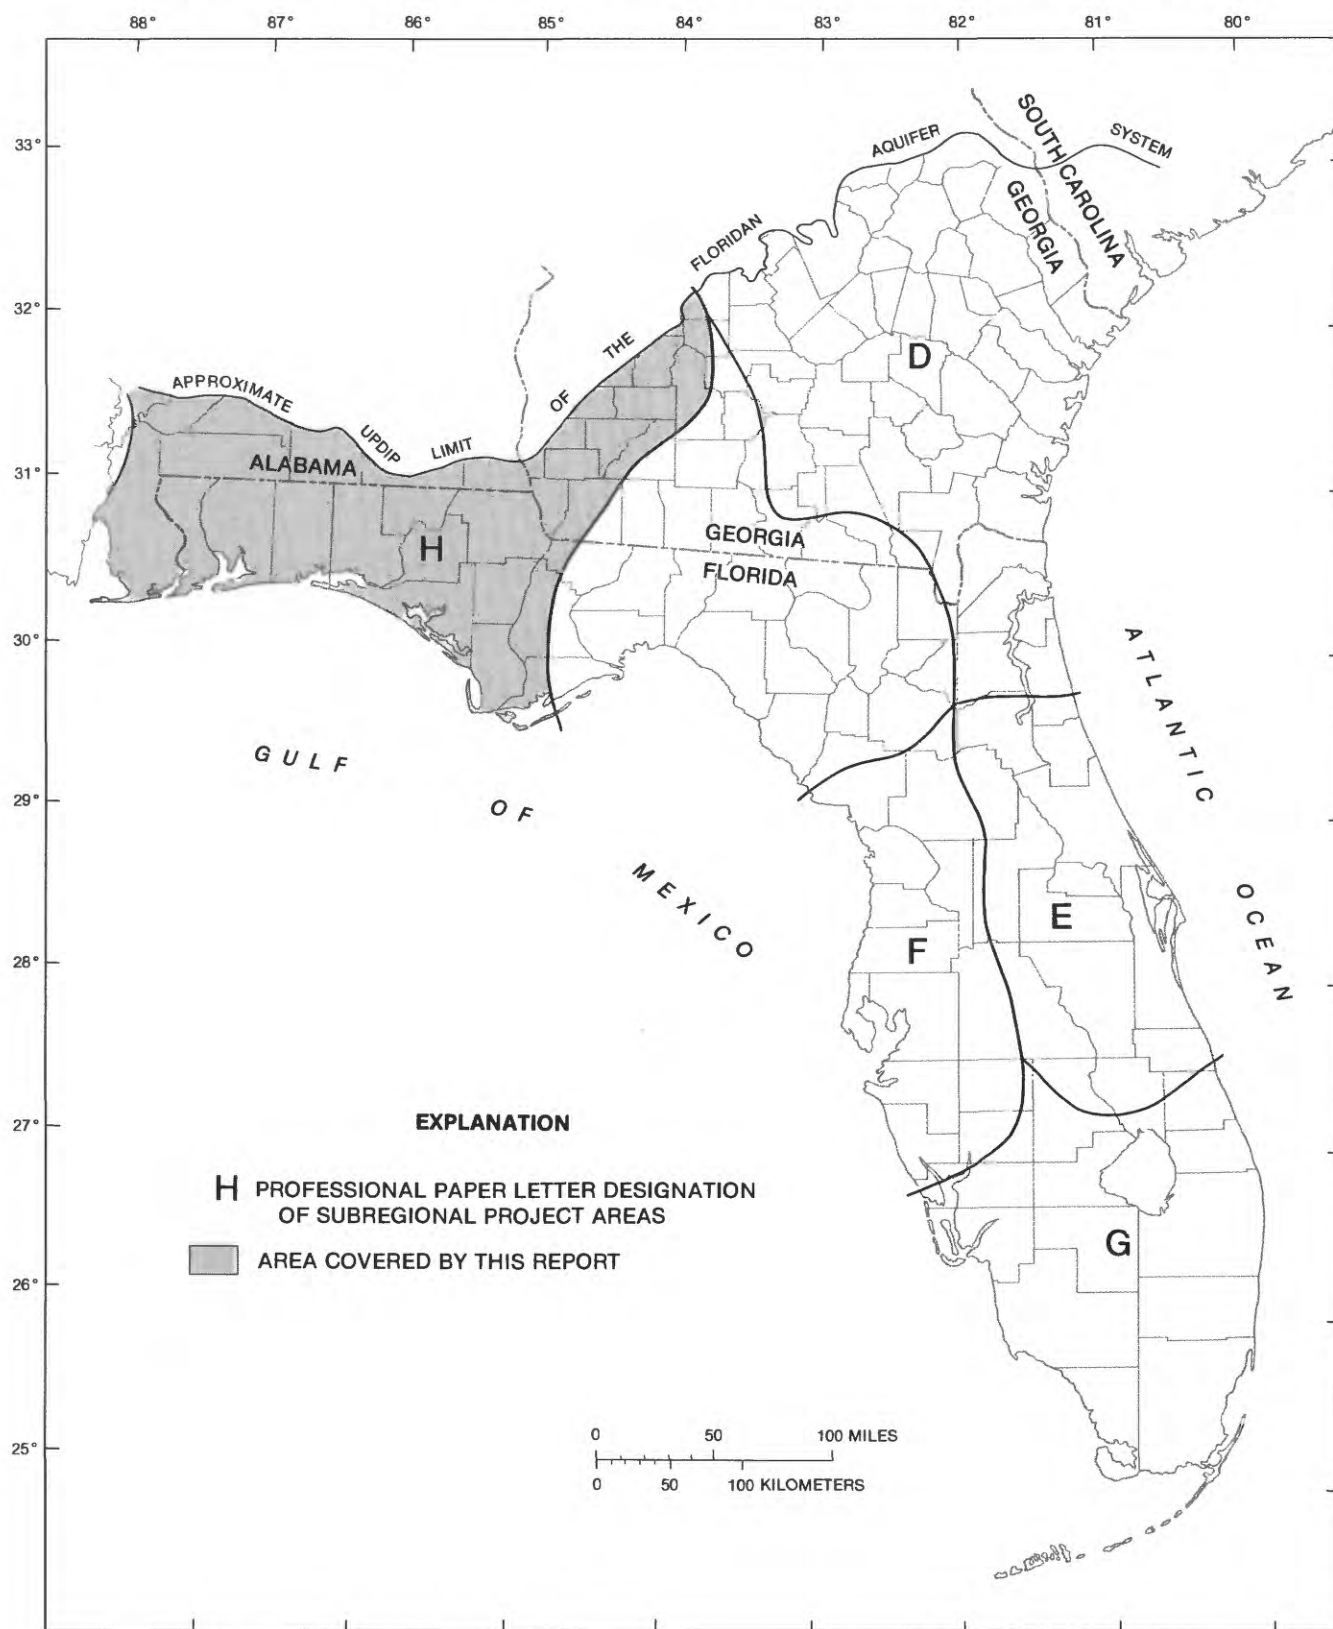 88° 87° 86° 85° 84° 83° 82° 81° 80°
33°
32°
31°
30°
29°
28°
27°
26°
25°
APPROXIMATE UPDIP LIMIT OF THE FLORIDAN AQUIFER SYSTEM
SOUTH CAROLINA
GEORGIA
D
ALABAMA
H
GEORGIA
FLORIDA
ATLANTIC OCEAN
GULF OF MEXICO
E
F
G
EXPLANATION
H PROFESSIONAL PAPER LETTER DESIGNATION
OF SUBREGIONAL PROJECT AREAS
AREA COVERED BY THIS REPORT
0 50 100 MILES
0 50 100 KILOMETERS